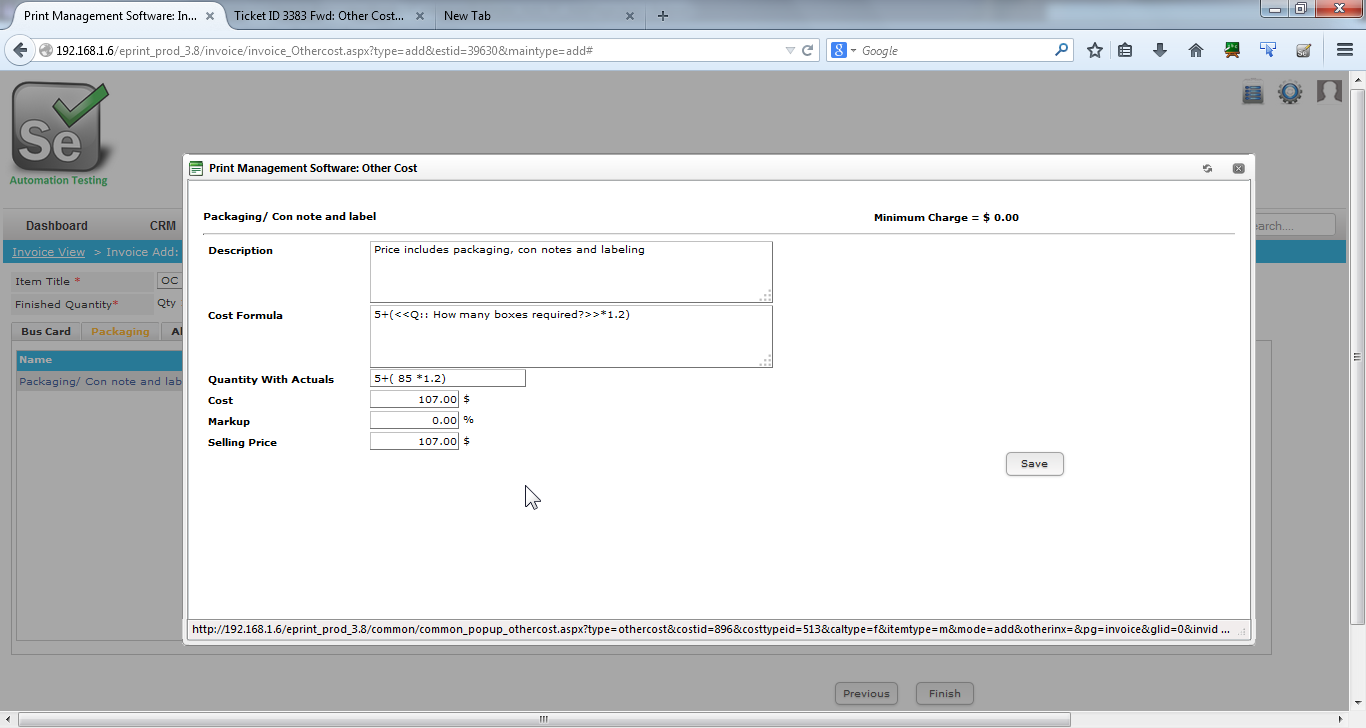 Print Management Software: In...
Ticket ID 3383 Fwd: Other Cost...
New Tab
192.168.1.6/eprint_prod_3.8/invoice/invoice_Othercost.aspx?type=add&estid=39630&maintype=add#
Google
Se
Automation Testing
Dashboard
CRM
earch....
Invoice View > Invoice Add:
Item Title *
OC
Finished Quantity*
Qty
Bus Card
Packaging
Al
Name
Packaging/ Con note and lab
Print Management Software: Other Cost
Packaging/ Con note and label
Minimum Charge = $ 0.00
Description
Price includes packaging, con notes and labeling
Cost Formula
5+(<<Q:: How many boxes required?>>*1.2)
Quantity With Actuals
5+( 85 *1.2)
Cost
107.00 $
Markup
0.00 %
Selling Price
107.00 $
Save
http://192.168.1.6/eprint_prod_3.8/common/common_popup_othercost.aspx?type=othercost&costid=896&costtypeid=513&caltype=f&itemtype=m&mode=add&otherinx=&pg=invoice&glid=0&invid ...
Previous
Finish